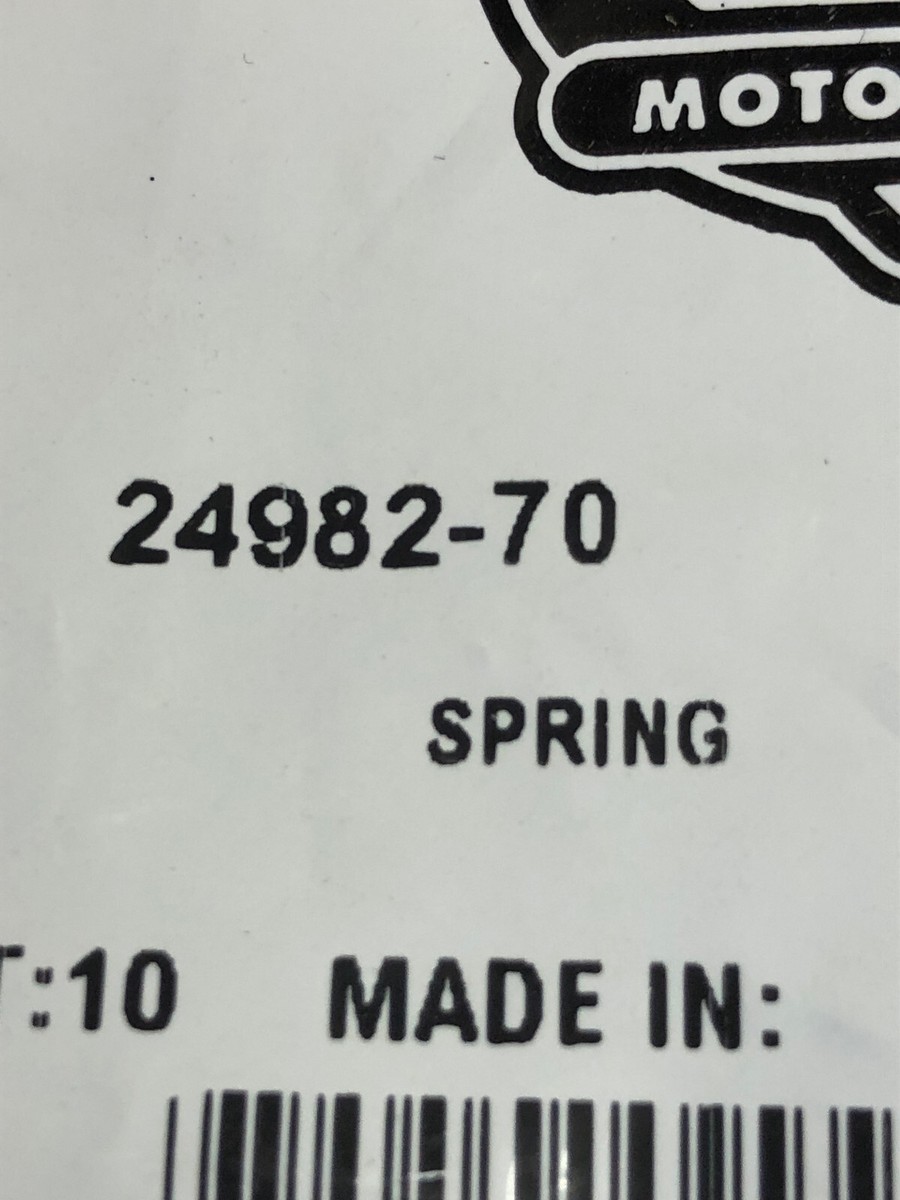 MOTO
24982-70
SPRING
T:10 MADE IN: